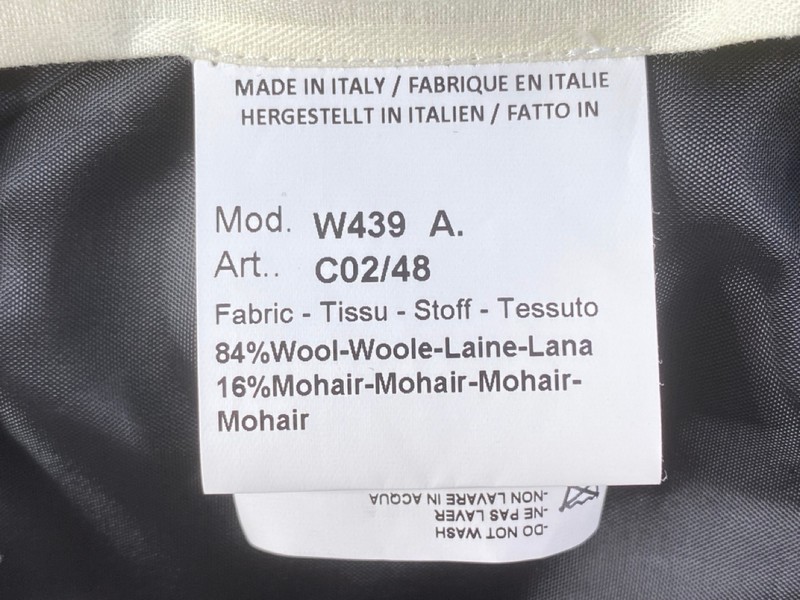 MADE IN ITALY / FABRIQUE EN ITALIE
HERGESTELLT IN ITALIEN / FATTO IN
Mod. W439 A.
Art.. C02/48
Fabric - Tissu - Stoff - Tessuto
84%Wool-Woole-Laine-Lana
16%Mohair-Mohair-Mohair-
Mohair
-DO NOT WASH
-NE PAS LAVER
-NON LAVARE IN ACQUA